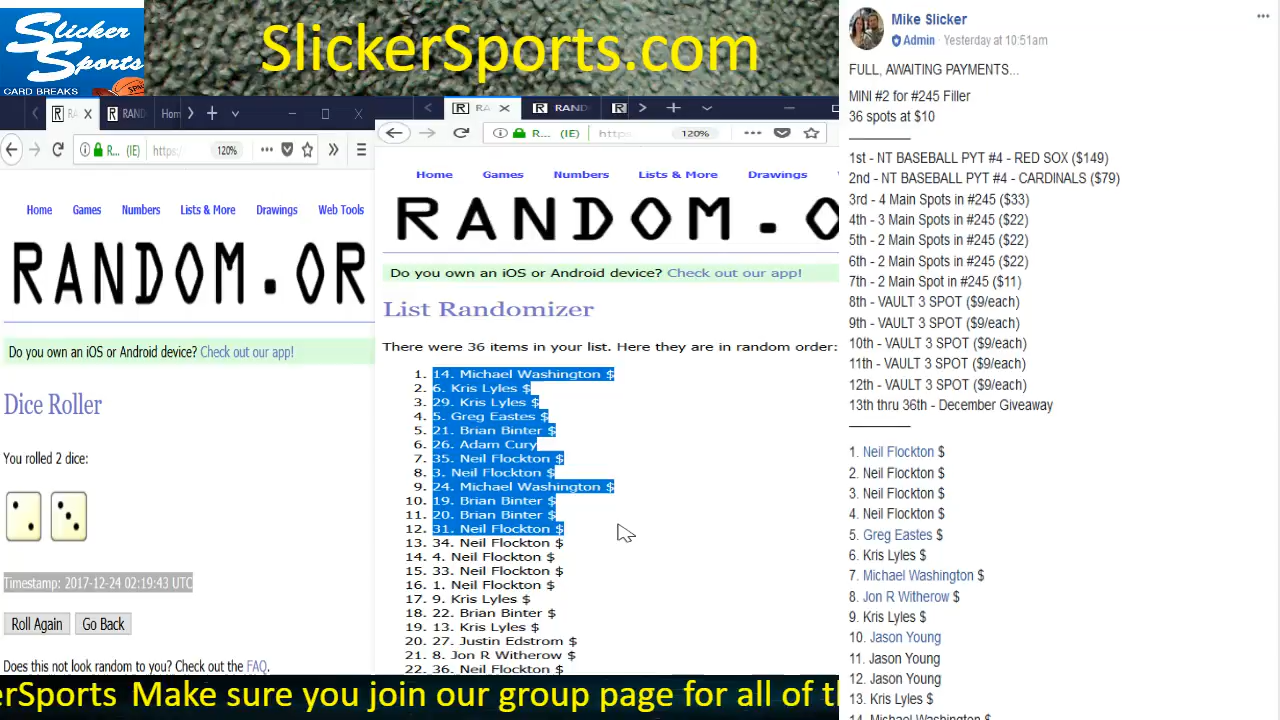 Slicker
Sports
CARD BREAKS
SlickerSports.com
RA
RANDO
Hom
R...
(IE)
https:
120%
Home Games Numbers Lists & More Drawings Web Tools
RANDOM.OR
Do you own an iOS or Android device? Check out our app!
Dice Roller
You rolled 2 dice:
Timestamp: 2017-12-24 02:19:43 UTC
Roll Again Go Back
Does this not look random to you? Check out the FAQ.
RA
RAND
R...
(IE)
https:
120%
Home Games Numbers Lists & More Drawings
RANDOM.O
Do you own an iOS or Android device? Check out our app!
List Randomizer
There were 36 items in your list. Here they are in random order:
1. 14. Michael Washington $
2. 6. Kris Lyles $
3. 29. Kris Lyles $
4. 5. Greg Eastes $
5. 21. Brian Binter $
6. 26. Adam Cury
7. 35. Neil Flockton $
8. 3. Neil Flockton $
9. 24. Michael Washington $
10. 19. Brian Binter $
11. 20. Brian Binter $
12. 31. Neil Flockton $
13. 34. Neil Flockton $
14. 4. Neil Flockton $
15. 33. Neil Flockton $
16. 1. Neil Flockton $
17. 9. Kris Lyles $
18. 22. Brian Binter $
19. 13. Kris Lyles $
20. 27. Justin Edstrom $
21. 8. Jon R Witherow $
22. 36. Neil Flockton $
Mike Slicker
Admin · Yesterday at 10:51am
FULL, AWAITING PAYMENTS...
MINI #2 for #245 Filler
36 spots at $10
1st - NT BASEBALL PYT #4 - RED SOX ($149)
2nd - NT BASEBALL PYT #4 - CARDINALS ($79)
3rd - 4 Main Spots in #245 ($33)
4th - 3 Main Spots in #245 ($22)
5th - 2 Main Spots in #245 ($22)
6th - 2 Main Spots in #245 ($22)
7th - 2 Main Spot in #245 ($11)
8th - VAULT 3 SPOT ($9/each)
9th - VAULT 3 SPOT ($9/each)
10th - VAULT 3 SPOT ($9/each)
11th - VAULT 3 SPOT ($9/each)
12th - VAULT 3 SPOT ($9/each)
13th thru 36th - December Giveaway
1. Neil Flockton $
2. Neil Flockton $
3. Neil Flockton $
4. Neil Flockton $
5. Greg Eastes $
6. Kris Lyles $
7. Michael Washington $
8. Jon R Witherow $
9. Kris Lyles $
10. Jason Young
11. Jason Young
12. Jason Young
13. Kris Lyles $
14. Michael Washington $
erSports Make sure you join our group page for all of th